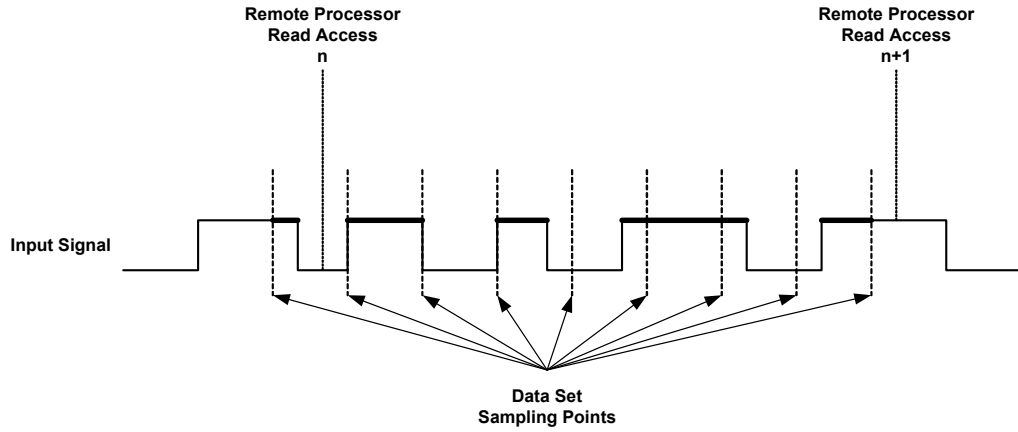 Remote Processor
Read Access
n
Remote Processor
Read Access
n+1
Input Signal
Data Set
Sampling Points